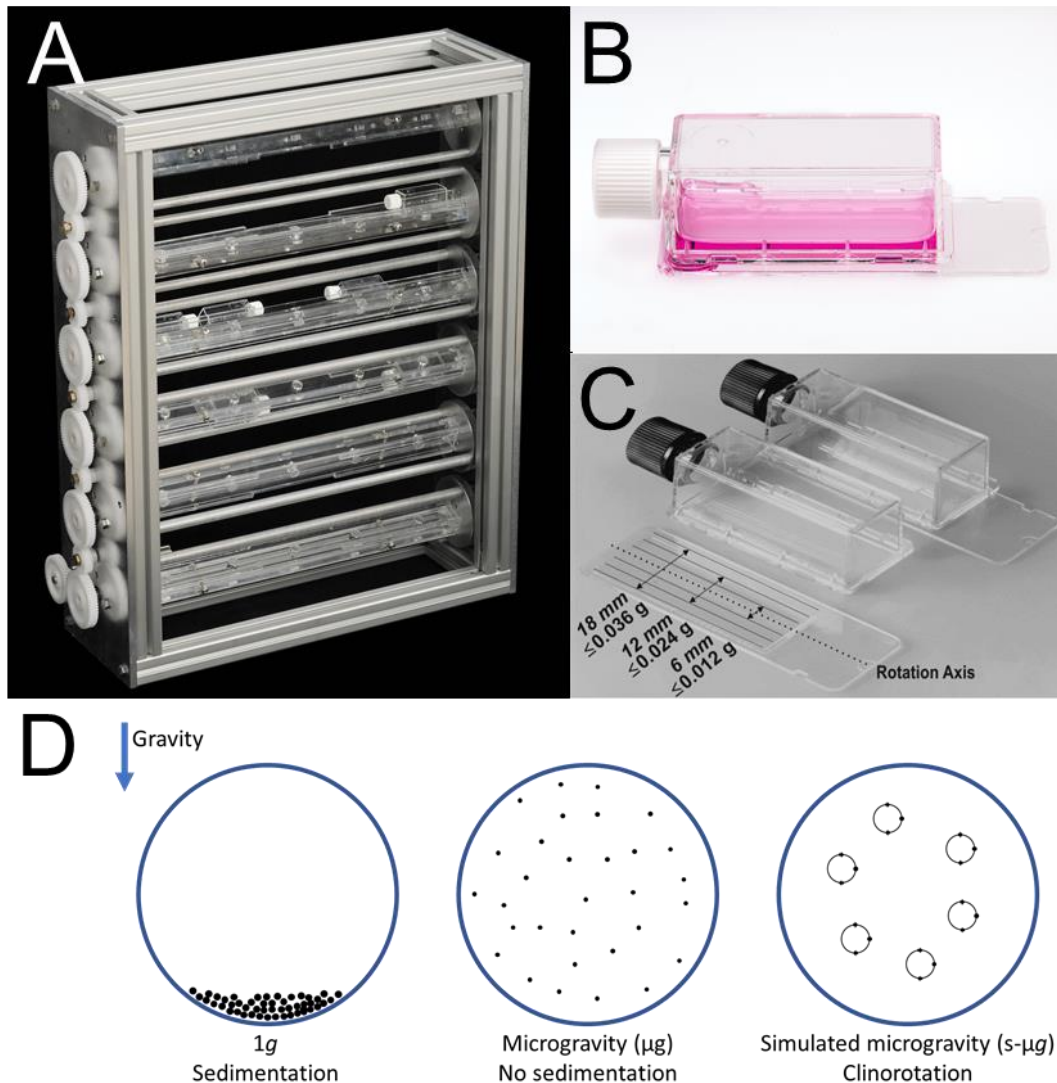 A
B
C
18 mm
≤0.036 g
12 mm
≤0.024 g
6 mm
≤0.012 g
Rotation Axis
D
Gravity
1g
Sedimentation
Microgravity (µg)
No sedimentation
Simulated microgravity (s-µg)
Clinorotation